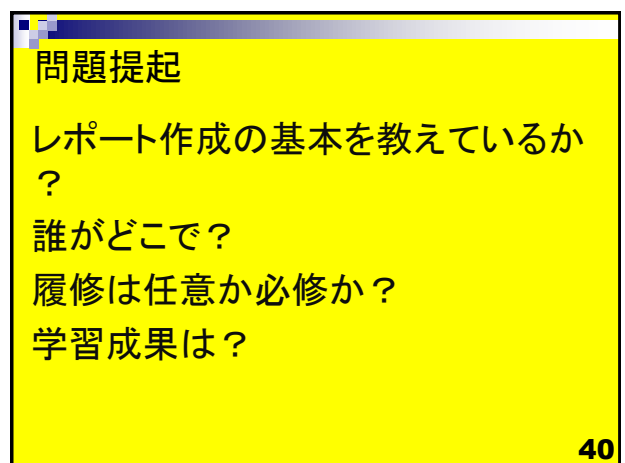 問題提起
レポート作成の基本を教えているか
？
誰がどこで？
履修は任意か必修か？
学習成果は？
40